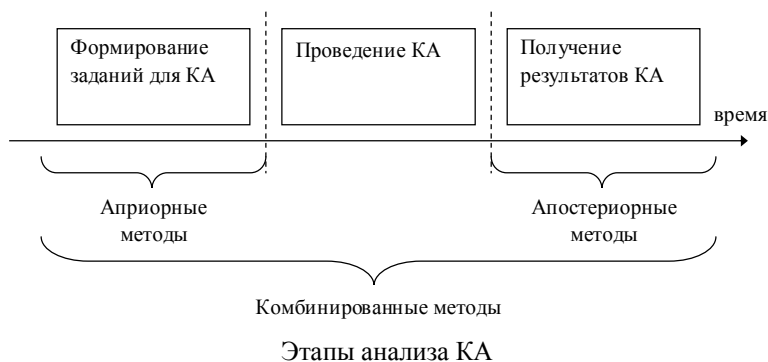 Формирование
заданий для КА
Проведение КА
Получение
результатов КА
время
Априорные
методы
Апостериорные
методы
Комбинированные методы
Этапы анализа КА